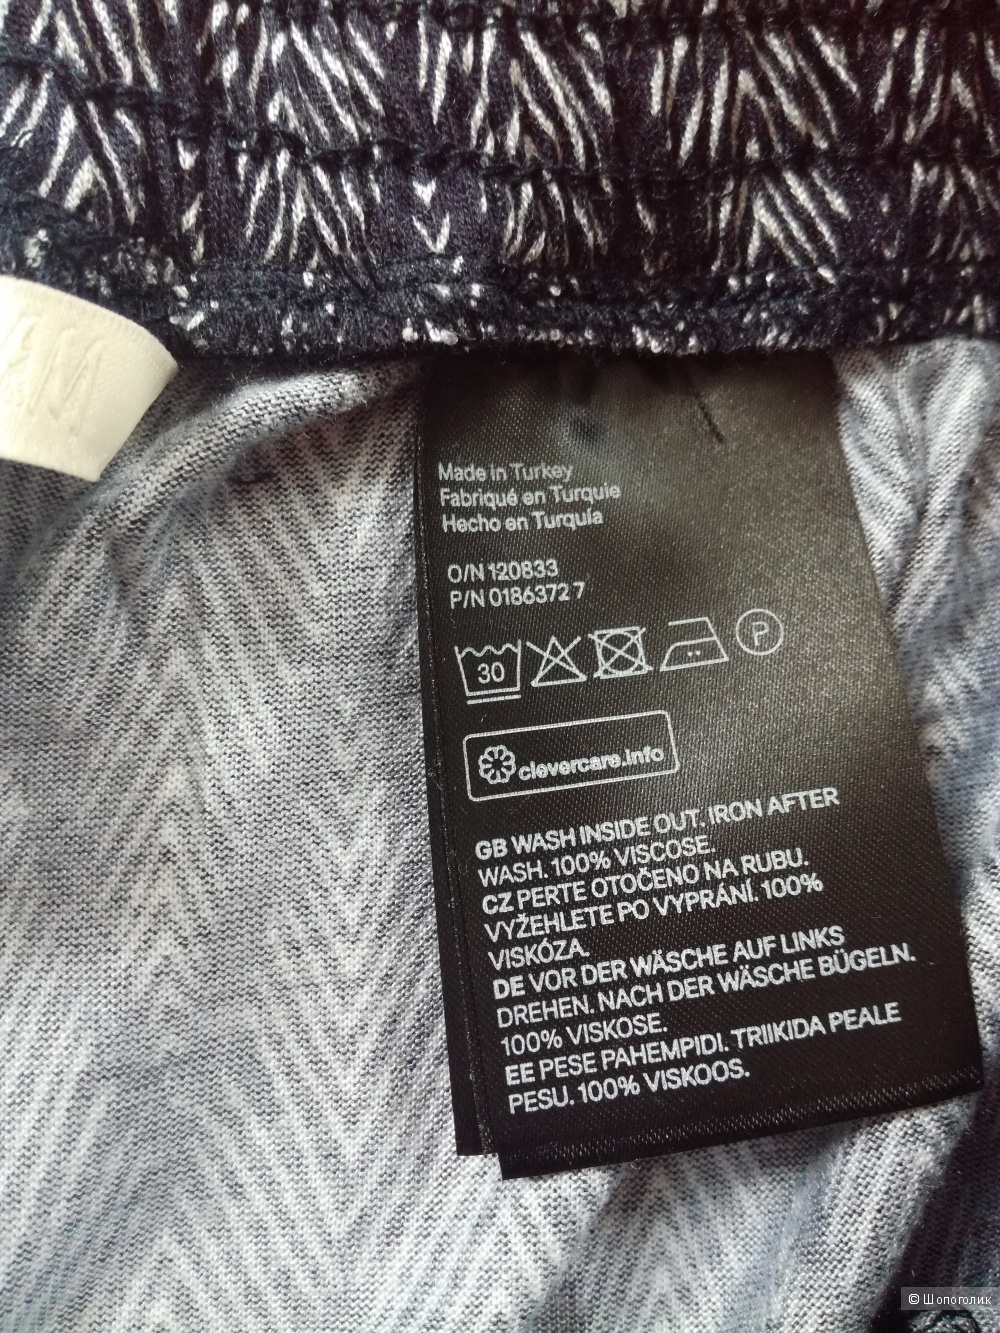 Made in Turkey
Fabriqué en Turquie
Hecho en Turquía
O/N 120833
P/N 0186372 7
30
P
clevercare.info
GB WASH INSIDE OUT. IRON AFTER
WASH. 100% VISCOSE.
CZ PERTE OTOČENO NA RUBU.
VYŽEHLETE PO VYPRÁNÍ. 100%
VISKÓZA.
DE VOR DER WÄSCHE AUF LINKS
DREHEN. NACH DER WÄSCHE BÜGELN.
100% VISKOSE.
EE PESE PAHEMPIDI. TRIIKIDA PEALE
PESU. 100% VISKOOS.
© Шопоголик